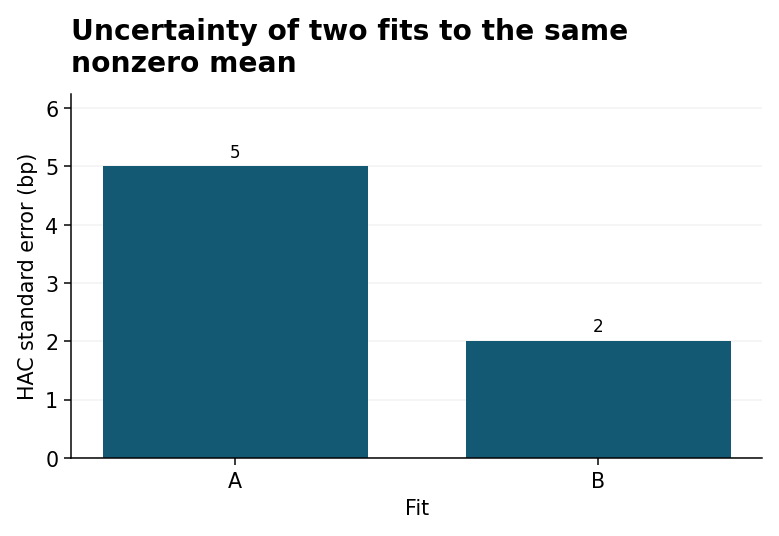 Uncertainty of two fits to the same
nonzero mean
HAC standard error (bp)
6
5
4
3
2
1
0
5
2
A
B
Fit